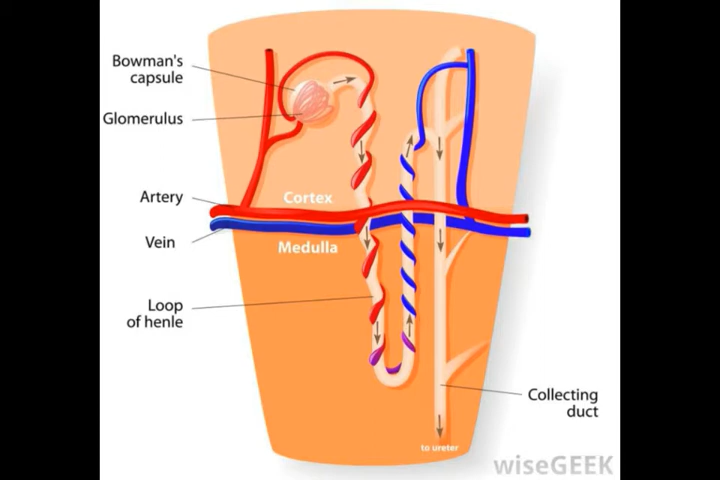 Bowman's
capsule
Glomerulus
Artery
Cortex
Vein
Medulla
Loop
of henle
Collecting
duct
to ureter
wiseGEEK